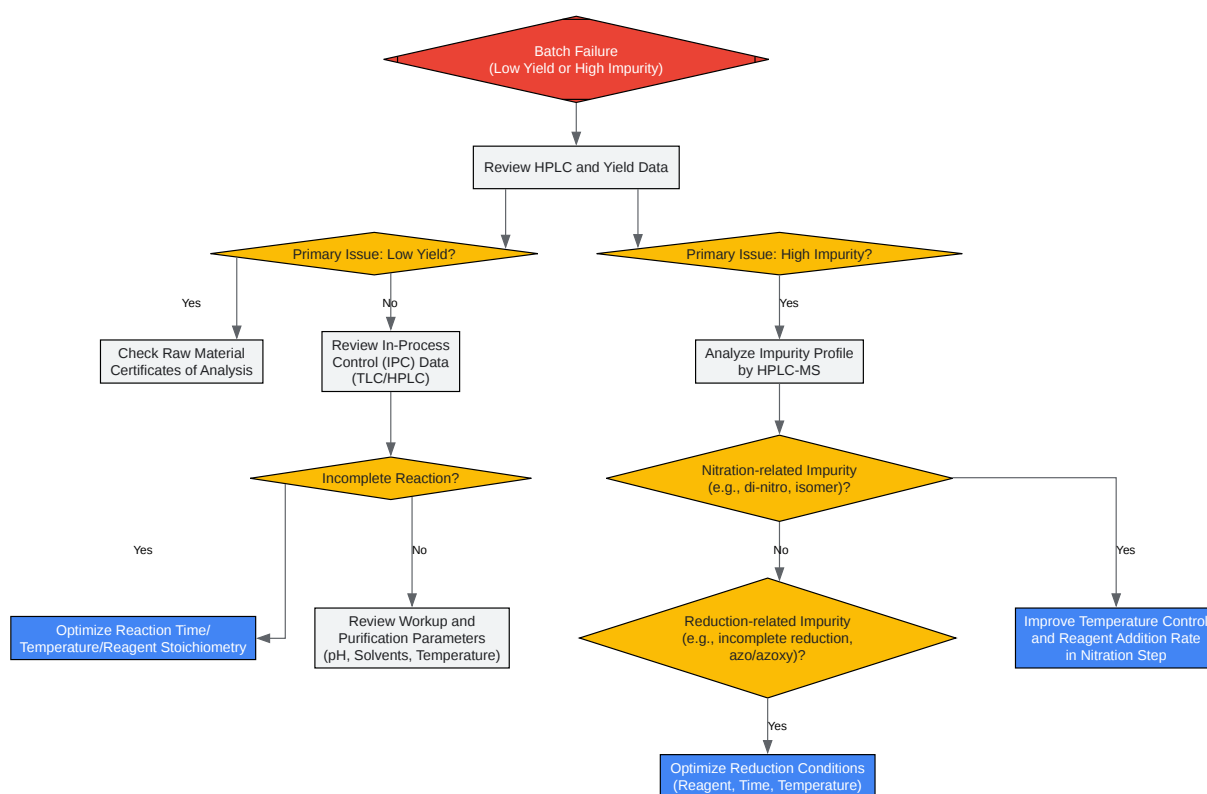 Batch Failure
(Low Yield or High Impurity)
Review HPLC and Yield Data
Primary Issue: Low Yield?
Primary Issue: High Impurity?
Yes
No
Yes
Check Raw Material
Certificates of Analysis
Review In-Process
Control (IPC) Data
(TLC/HPLC)
Analyze Impurity Profile
by HPLC-MS
Incomplete Reaction?
Nitration-related Impurity
(e.g., di-nitro, isomer)?
Yes
No
No
Yes
Optimize Reaction Time/
Temperature/Reagent Stoichiometry
Review Workup and
Purification Parameters
(pH, Solvents, Temperature)
Reduction-related Impurity
(e.g., incomplete reduction,
azo/azoxy)?
Improve Temperature Control
and Reagent Addition Rate
in Nitration Step
Yes
Optimize Reduction Conditions
(Reagent, Time, Temperature)